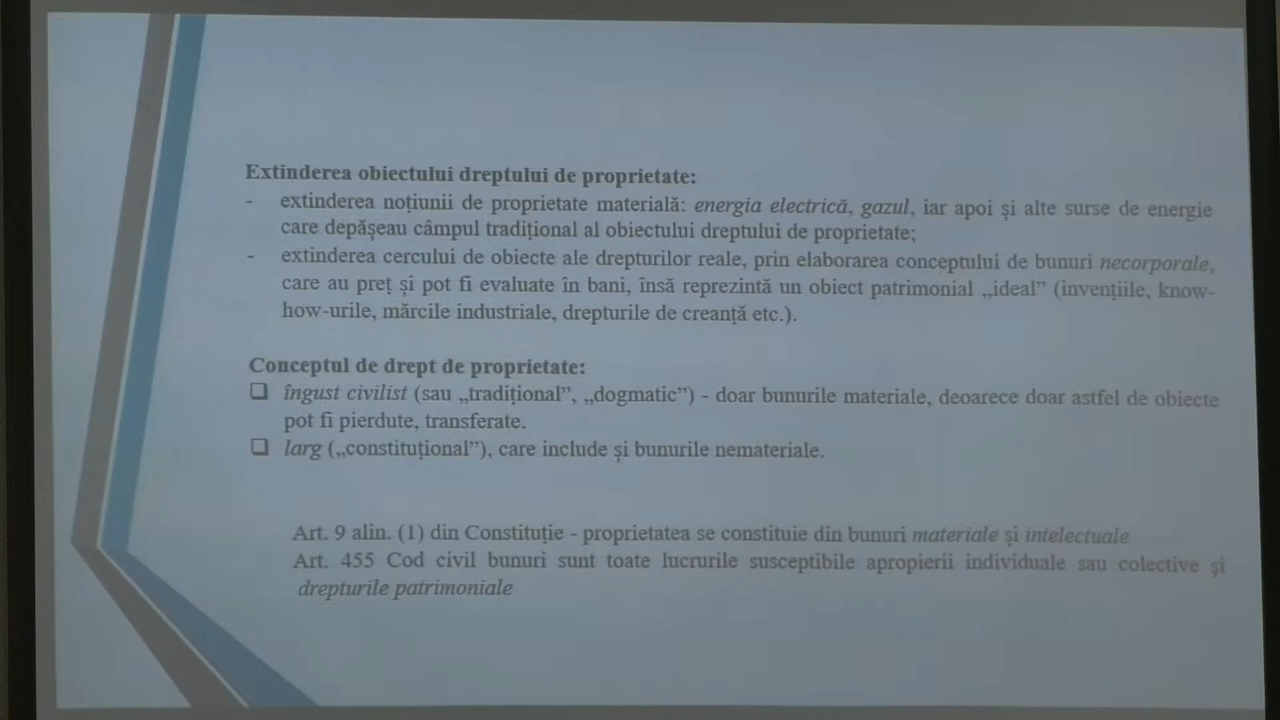 Extinderea obiectului dreptului de proprietate:
- extinderea noțiunii de proprietate materială: energia electrică, gazul, iar apoi și alte surse de energie
care depășeau câmpul tradițional al obiectului dreptului de proprietate;
- extinderea cercului de obiecte ale drepturilor reale, prin elaborarea conceptului de bunuri necorporale,
care au preț și pot fi evaluate în bani, însă reprezintă un obiect patrimonial „ideal” (invențiile, know-
how-urile, mărcile industriale, drepturile de creanță etc.).
Conceptul de drept de proprietate:
❑ îngust civilist (sau „tradițional”, „dogmatic”) - doar bunurile materiale, deoarece doar astfel de obiecte
pot fi pierdute, transferate.
❑ larg („constituțional”), care include și bunurile nemateriale.
Art. 9 alin. (1) din Constituție - proprietatea se constituie din bunuri materiale și intelectuale
Art. 455 Cod civil bunuri sunt toate lucrurile susceptibile apropierii individuale sau colective și
drepturile patrimoniale